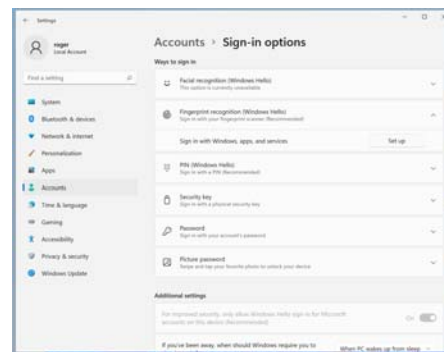 Settings
roger
Local Account
Find a setting
System
Bluetooth & devices
Network & internet
Personalization
Apps
Accounts
Time & language
Gaming
Accessibility
Privacy & security
Windows Update
Accounts > Sign-in options
Ways to sign in
Facial recognition (Windows Hello)
This option is currently unavailable
Fingerprint recognition (Windows Hello)
Sign in with your fingerprint scanner (Recommended)
Sign in with Windows, apps, and services
Set up
PIN (Windows Hello)
Sign in with a PIN (Recommended)
Security key
Sign in with a physical security key
Password
Sign in with your account's password
Picture password
Swipe and tap your favorite photo to unlock your device
Additional settings
For improved security, only allow Windows Hello sign-in for Microsoft
accounts on this device (Recommended)
On
If you've been away, when should Windows require you to
When PC wakes up from sleep